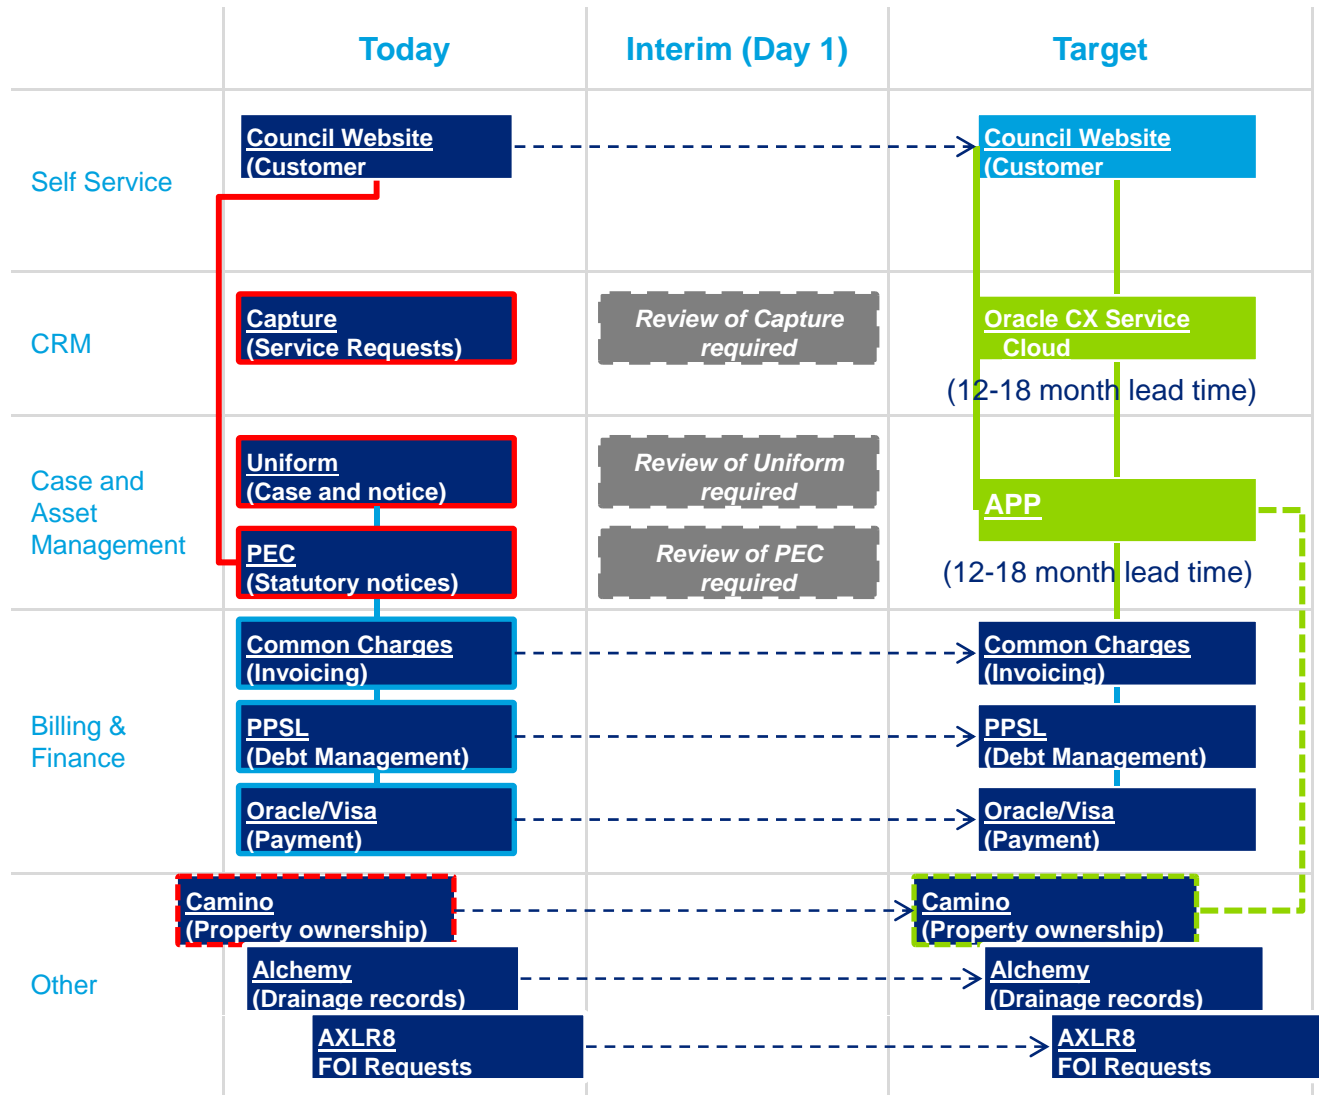 Today
Interim (Day 1)
Target
Self Service
Council Website
(Customer
Council Website
(Customer
CRM
Capture
(Service Requests)
Review of Capture
required
Oracle CX Service
Cloud
(12-18 month lead time)
Case and
Asset
Management
Uniform
(Case and notice)
Review of Uniform
required
APP
PEC
(Statutory notices)
Review of PEC
required
(12-18 month lead time)
Billing &
Finance
Common Charges
(Invoicing)
Common Charges
(Invoicing)
PPSL
(Debt Management)
PPSL
(Debt Management)
Oracle/Visa
(Payment)
Oracle/Visa
(Payment)
Other
Camino
(Property ownership)
Camino
(Property ownership)
Alchemy
(Drainage records)
Alchemy
(Drainage records)
AXLR8
FOI Requests
AXLR8
FOI Requests